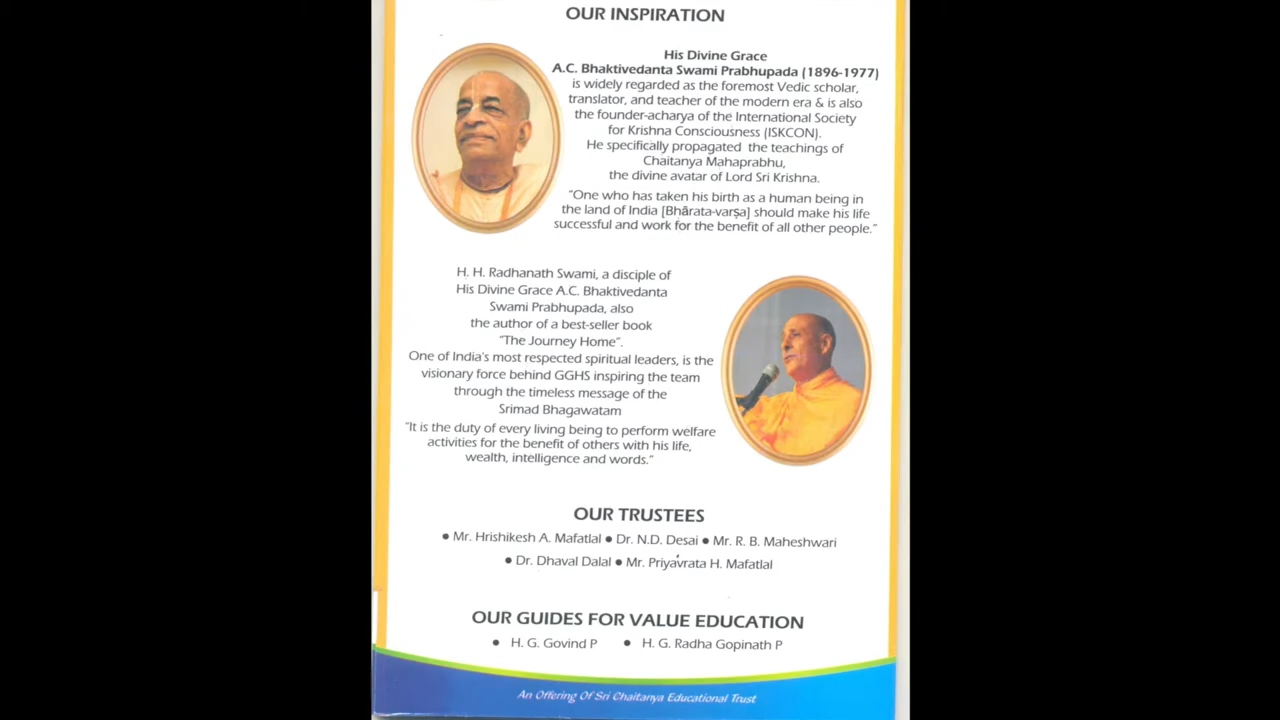 OUR INSPIRATION
His Divine Grace
A.C. Bhaktivedanta Swami Prabhupada (1896-1977)
is widely regarded as the foremost Vedic scholar,
translator, and teacher of the modern era & is also
the founder-acharya of the International Society
for Krishna Consciousness (ISKCON).
He specifically propagated the teachings of
Chaitanya Mahaprabhu,
the divine avatar of Lord Sri Krishna.
"One who has taken his birth as a human being in
the land of India [Bhārata-varṣa] should make his life
successful and work for the benefit of all other people."
H. H. Radhanath Swami, a disciple of
His Divine Grace A.C. Bhaktivedanta
Swami Prabhupada, also
the author of a best-seller book
"The Journey Home".
One of India's most respected spiritual leaders, is the
visionary force behind GGHS inspiring the team
through the timeless message of the
Srimad Bhagawatam
"It is the duty of every living being to perform welfare
activities for the benefit of others with his life,
wealth, intelligence and words."
OUR TRUSTEES
● Mr. Hrishikesh A. Mafatlal ● Dr. N.D. Desai ● Mr. R. B. Maheshwari
● Dr. Dhaval Dalal ● Mr. Priyavrata H. Mafatlal
OUR GUIDES FOR VALUE EDUCATION
● H. G. Govind P ● H. G. Radha Gopinath P
An Offering Of Sri Chaitanya Educational Trust